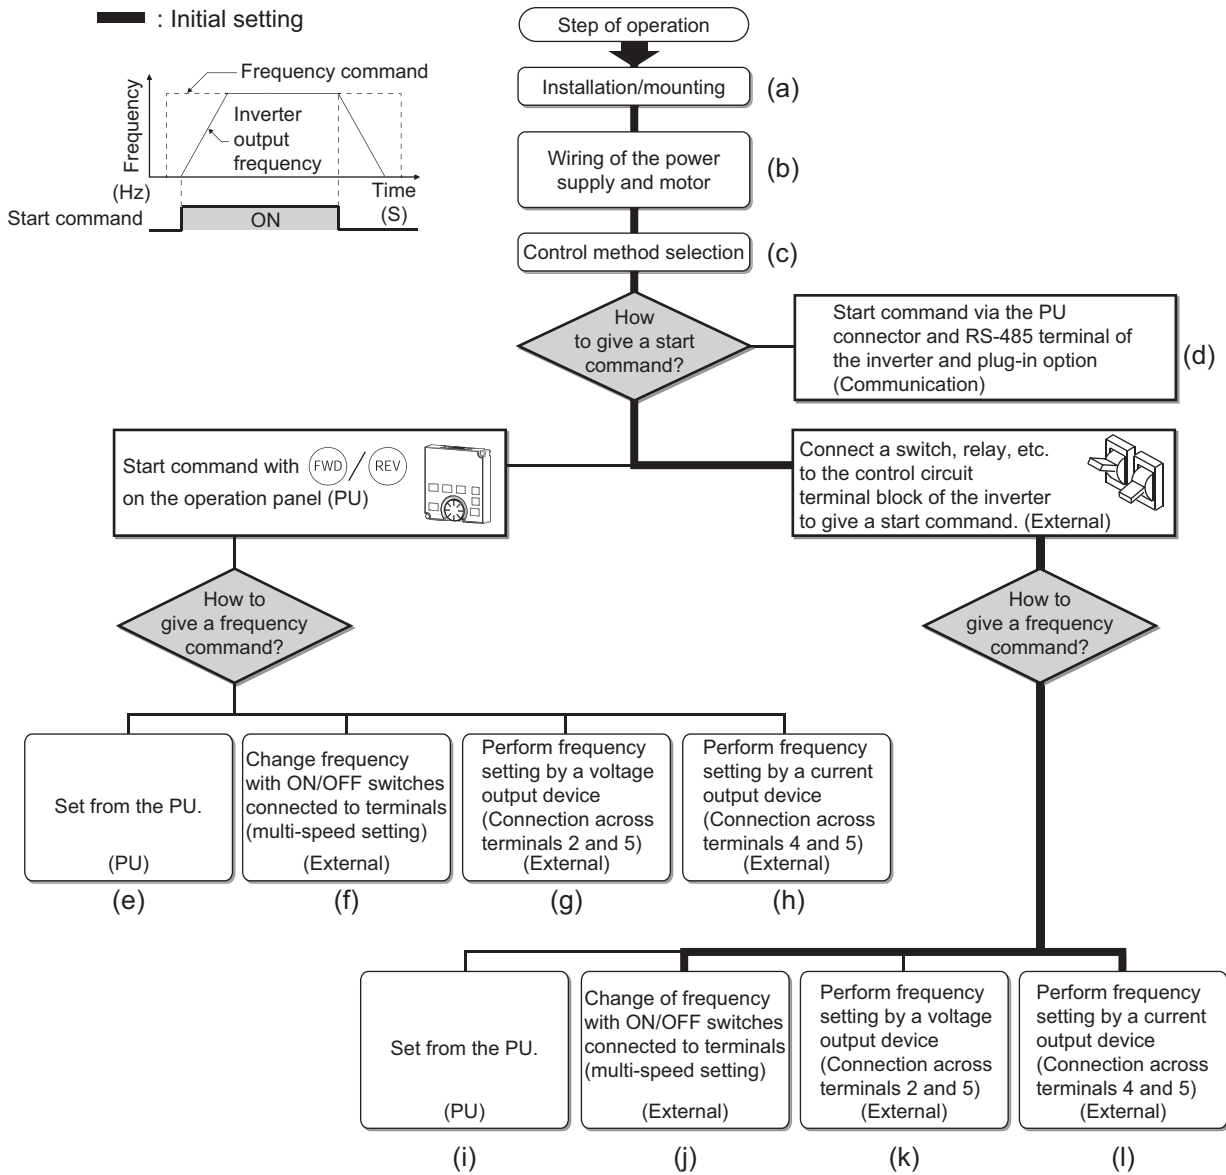 : Initial setting
Frequency command
Frequency
Inverter
output
frequency
(Hz)
Time
(S)
Start command
ON
Step of operation
Installation/mounting
(a)
Wiring of the power
supply and motor
(b)
Control method selection
(c)
How
to give a start
command?
Start command via the PU
connector and RS-485 terminal of
the inverter and plug-in option
(Communication)
(d)
Start command with FWD / REV
on the operation panel (PU)
Connect a switch, relay, etc.
to the control circuit
terminal block of the inverter
to give a start command. (External)
How to
give a frequency
command?
How to
give a frequency
command?
Set from the PU.
(PU)
(e)
Change frequency
with ON/OFF switches
connected to terminals
(multi-speed setting)
(External)
(f)
Perform frequency
setting by a voltage
output device
(Connection across
terminals 2 and 5)
(External)
(g)
Perform frequency
setting by a current
output device
(Connection across
terminals 4 and 5)
(External)
(h)
Set from the PU.
(PU)
(i)
Change of frequency
with ON/OFF switches
connected to terminals
(multi-speed setting)
(External)
(j)
Perform frequency
setting by a voltage
output device
(Connection across
terminals 2 and 5)
(External)
(k)
Perform frequency
setting by a current
output device
(Connection across
terminals 4 and 5)
(External)
(l)